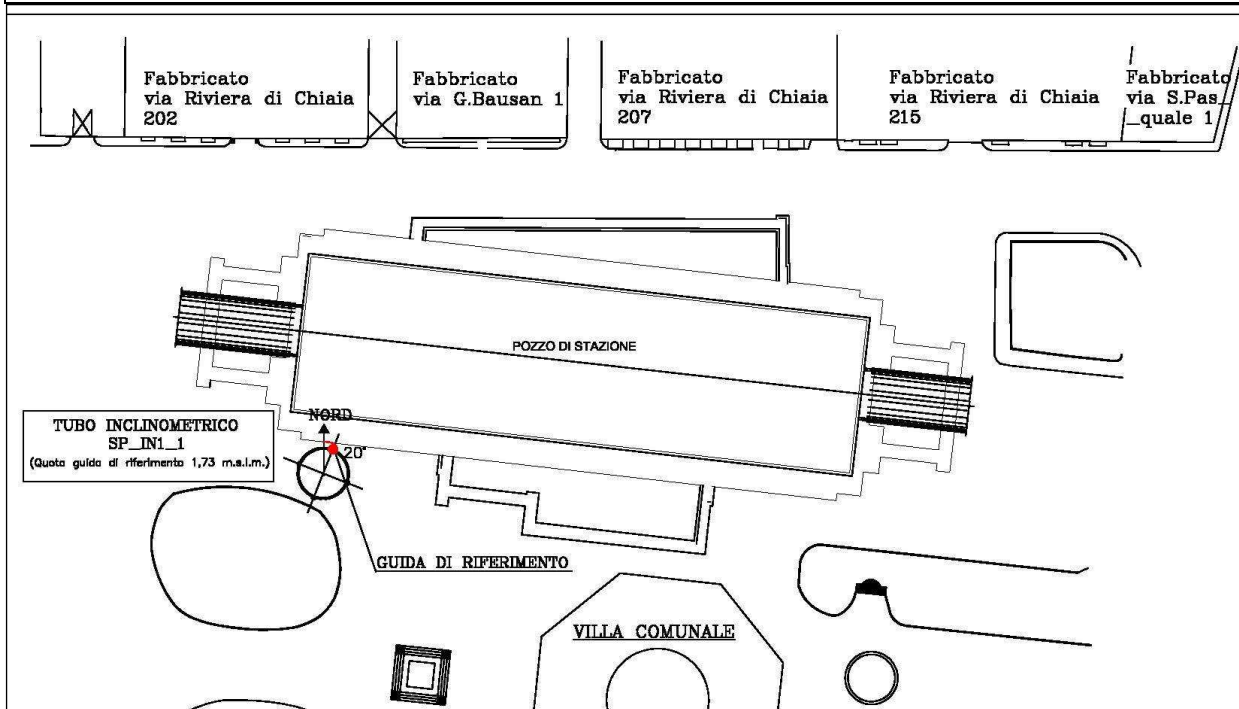 Fabbricato
via Riviera di Chiaia
202
Fabbricato
via G.Bausan 1
Fabbricato
via Riviera di Chiaia
207
Fabbricato
via Riviera di Chiaia
215
Fabbricato
via S.Pas_
_quale 1
POZZO DI STAZIONE
TUBO INCLINOMETRICO
SP_IN1_1
(Quota guida di riferimento 1,73 m.s.l.m.)
NORD
20°
GUIDA DI RIFERIMENTO
VILLA COMUNALE